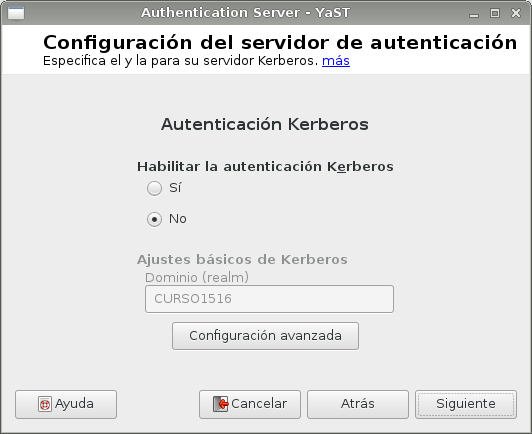 Authentication Server - YaST
Configuración del servidor de autenticación
Especifica el y la para su servidor Kerberos. más
Autenticación Kerberos
Habilitar la autenticación Kerberos
Sí
No
Ajustes básicos de Kerberos
Dominio (realm)
CURSO1516
Configuración avanzada
Ayuda
Cancelar
Atrás
Siguiente